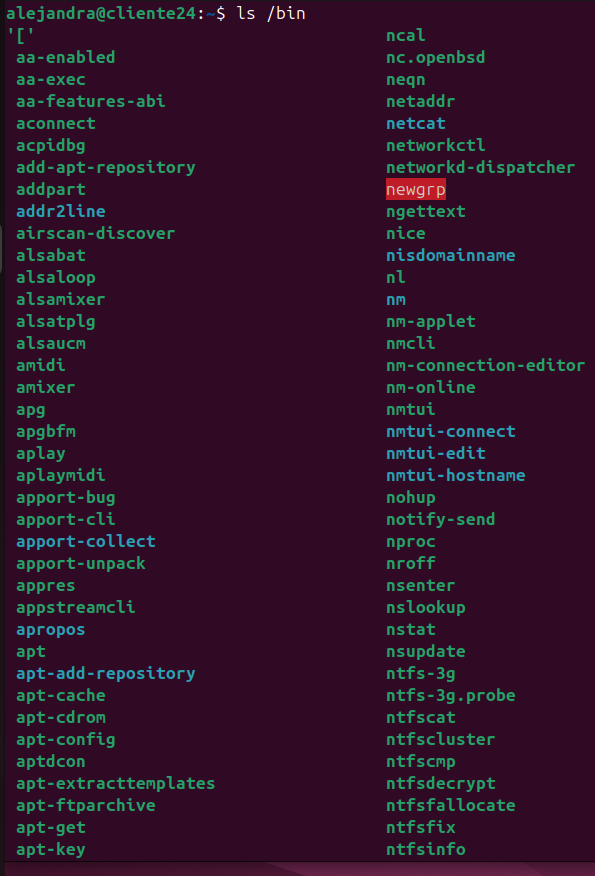 alejandra@cliente24:~$ ls /bin
'[' ncal
aa-enabled nc.openbsd
aa-exec neqn
aa-features-abi netaddr
aconnect netcat
acpidbg networkctl
add-apt-repository networkd-dispatcher
addpart newgrp
addr2line ngettext
airscan-discover nice
alsabat nisdomainname
alsaloop nl
alsamixer nm
alsatplg nm-applet
alsaucm nmcli
amidi nm-connection-editor
amixer nm-online
apg nmtui
apgbfm nmtui-connect
aplay nmtui-edit
aplaymidi nmtui-hostname
apport-bug nohup
apport-cli notify-send
apport-collect nproc
apport-unpack nroff
appres nsenter
appstreamcli nslookup
apropos nstat
apt nsupdate
apt-add-repository ntfs-3g
apt-cache ntfs-3g.probe
apt-cdrom ntfscat
apt-config ntfscluster
aptdcon ntfscmp
apt-extracttemplates ntfsdecrypt
apt-ftparchive ntfsfallocate
apt-get ntfsfix
apt-key ntfsinfo